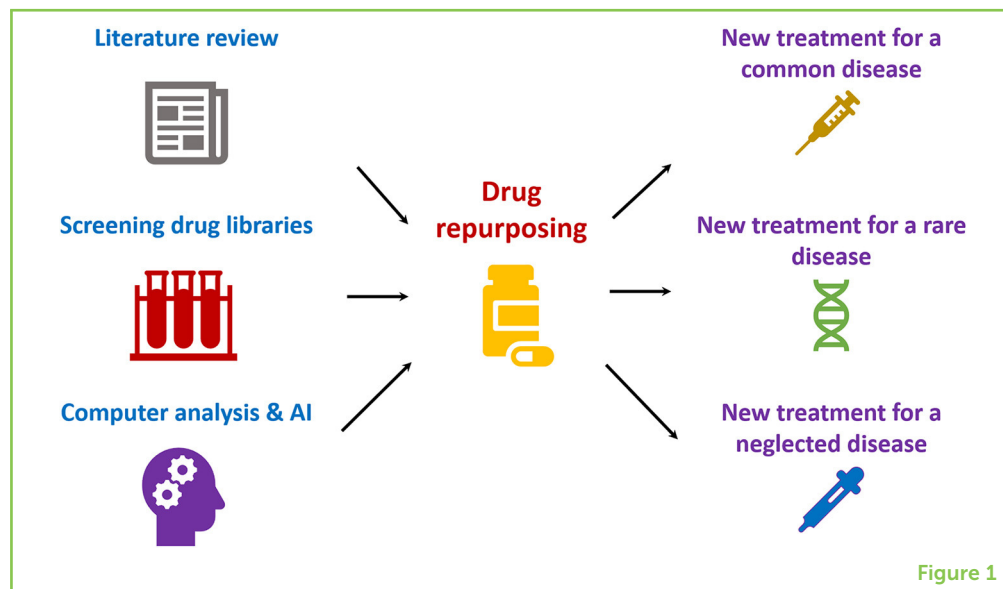 Literature review
Screening drug libraries
Computer analysis & AI
Drug
repurposing
New treatment for a
common disease
New treatment for a rare
disease
New treatment for a
neglected disease
Figure 1